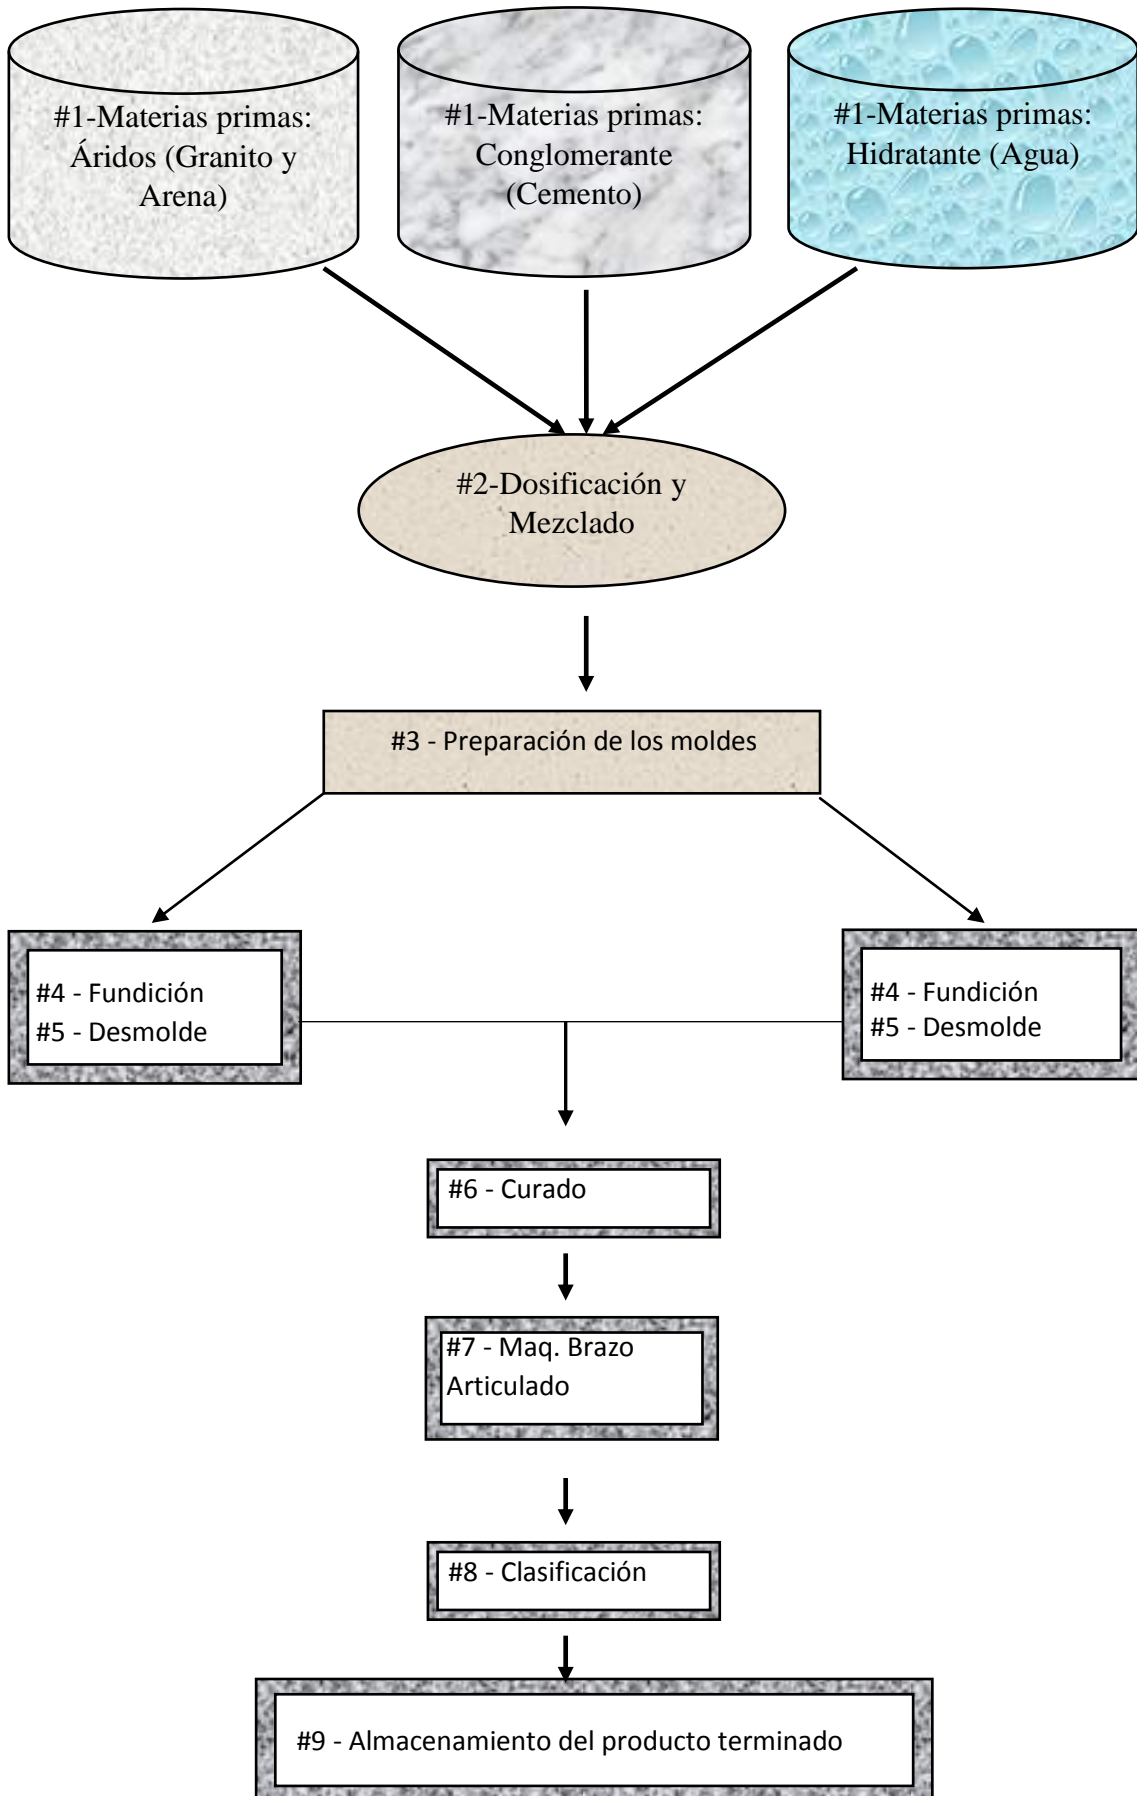 #1-Materias primas:
Áridos (Granito y
Arena)
#1-Materias primas:
Conglomerante
(Cemento)
#1-Materias primas:
Hidratante (Agua)
#2-Dosificación y
Mezclado
#3 - Preparación de los moldes
#4 - Fundición
#5 - Desmolde
#4 - Fundición
#5 - Desmolde
#6 - Curado
#7 - Maq. Brazo
Articulado
#8 - Clasificación
#9 - Almacenamiento del producto terminado